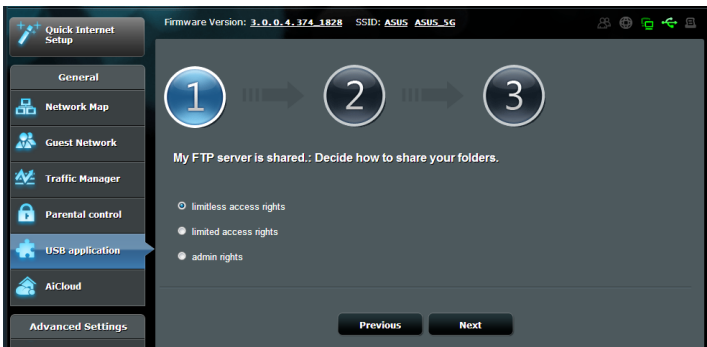 Quick Internet
Setup
Firmware Version: 3.0.0.4.374_1828 SSID: ASUS ASUS_5G
General
Network Map
Guest Network
Traffic Manager
Parental control
USB application
AiCloud
Advanced Settings
1
2
3
My FTP server is shared.: Decide how to share your folders.
limitless access rights
limited access rights
admin rights
Previous
Next